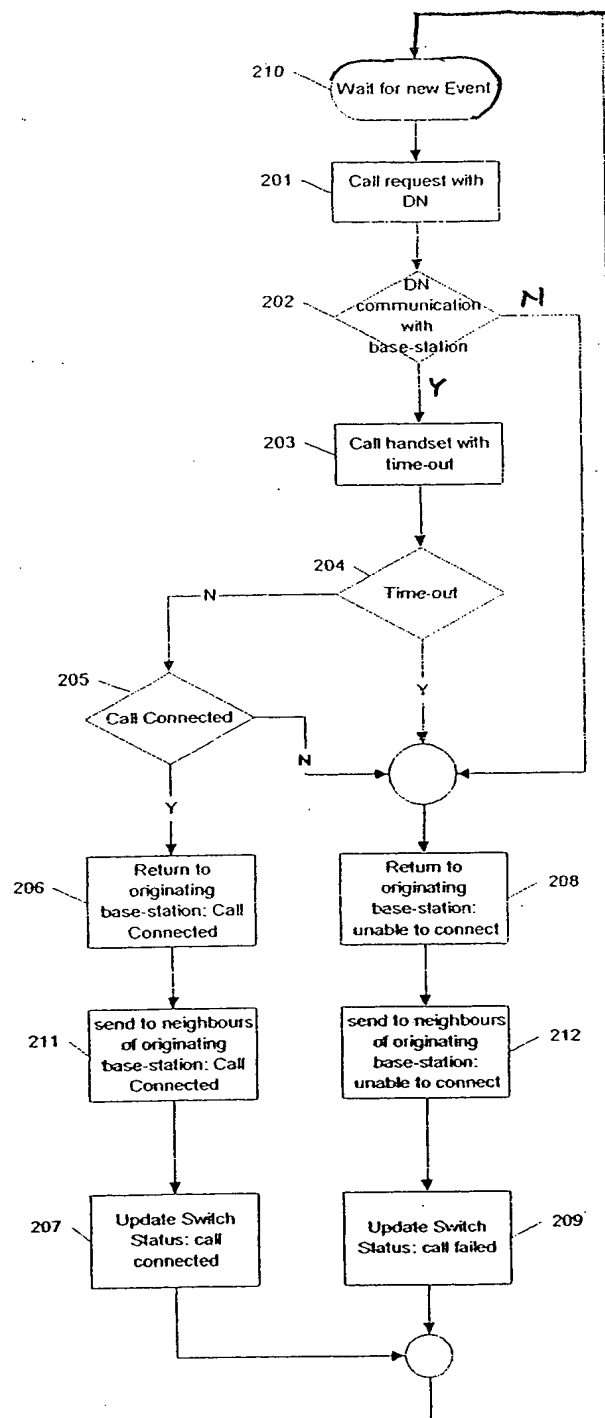 210
Wait for new Event
201
Call request with
DN
202
DN
communication
with
base-station
N
Y
203
Call handset with
time-out
204
Time-out
N
Y
205
Call Connected
N
Y
206
Return to
originating
base-station: Call
Connected
Return to
originating
base-station:
unable to connect
208
211
send to neighbours
of originating
base-station: Call
Connected
send to neighbours
of originating
base-station:
unable to connect
212
207
Update Switch
Status: call
connected
Update Switch
Status: call failed
209